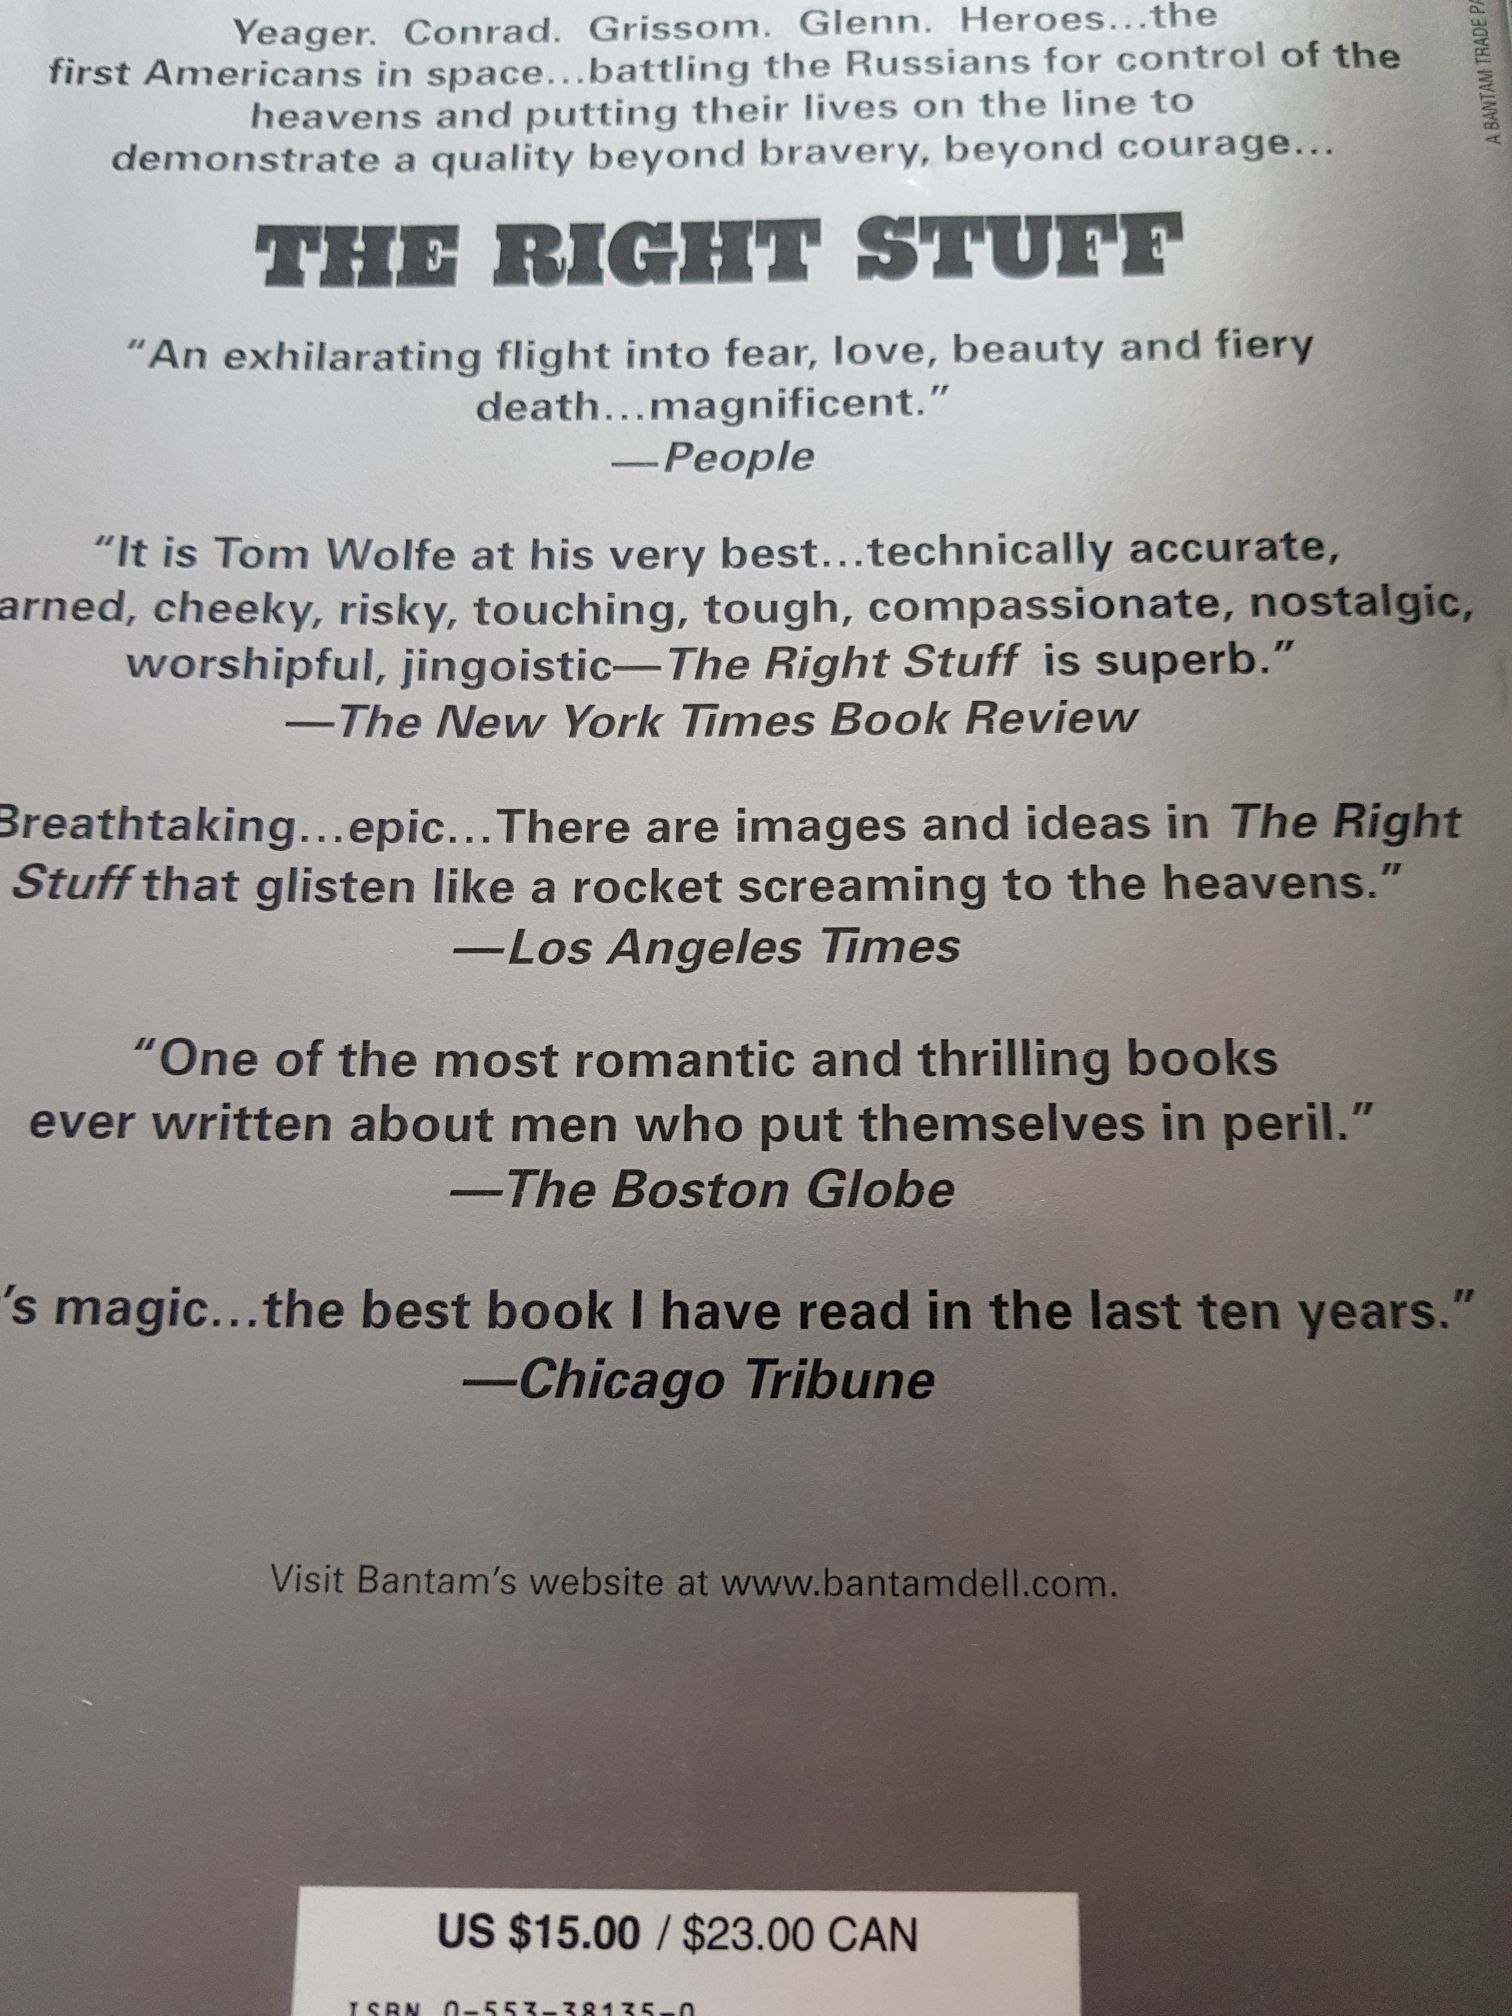 Yeager. Conrad. Grissom. Glenn. Heroes...the
first Americans in space...battling the Russians for control of the
heavens and putting their lives on the line to
demonstrate a quality beyond bravery, beyond courage...
THE RIGHT STUFF
“An exhilarating flight into fear, love, beauty and fiery
death...magnificent.”
—People
“It is Tom Wolfe at his very best...technically accurate,
arned, cheeky, risky, touching, tough, compassionate, nostalgic,
worshipful, jingoistic—The Right Stuff is superb.”
—The New York Times Book Review
Breathtaking...epic...There are images and ideas in The Right
Stuff that glisten like a rocket screaming to the heavens.”
—Los Angeles Times
“One of the most romantic and thrilling books
ever written about men who put themselves in peril.”
—The Boston Globe
’s magic...the best book I have read in the last ten years.”
—Chicago Tribune
Visit Bantam’s website at www.bantamdell.com.
US $15.00 / $23.00 CAN
ISBN 0-553-38135-0
A BANTAM TRADE PA